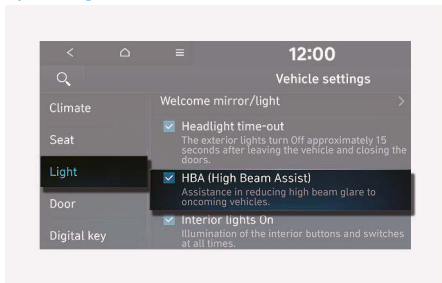 12:00
Vehicle settings
Climate
Seat
Light
Door
Digital key
Welcome mirror/light
Headlight time-out
The exterior lights turn Off approximately 15
seconds after leaving the vehicle and closing the
doors.
HBA (High Beam Assist)
Assistance in reducing high beam glare to
oncoming vehicles.
Interior lights On
Illumination of the interior buttons and switches
at all times.